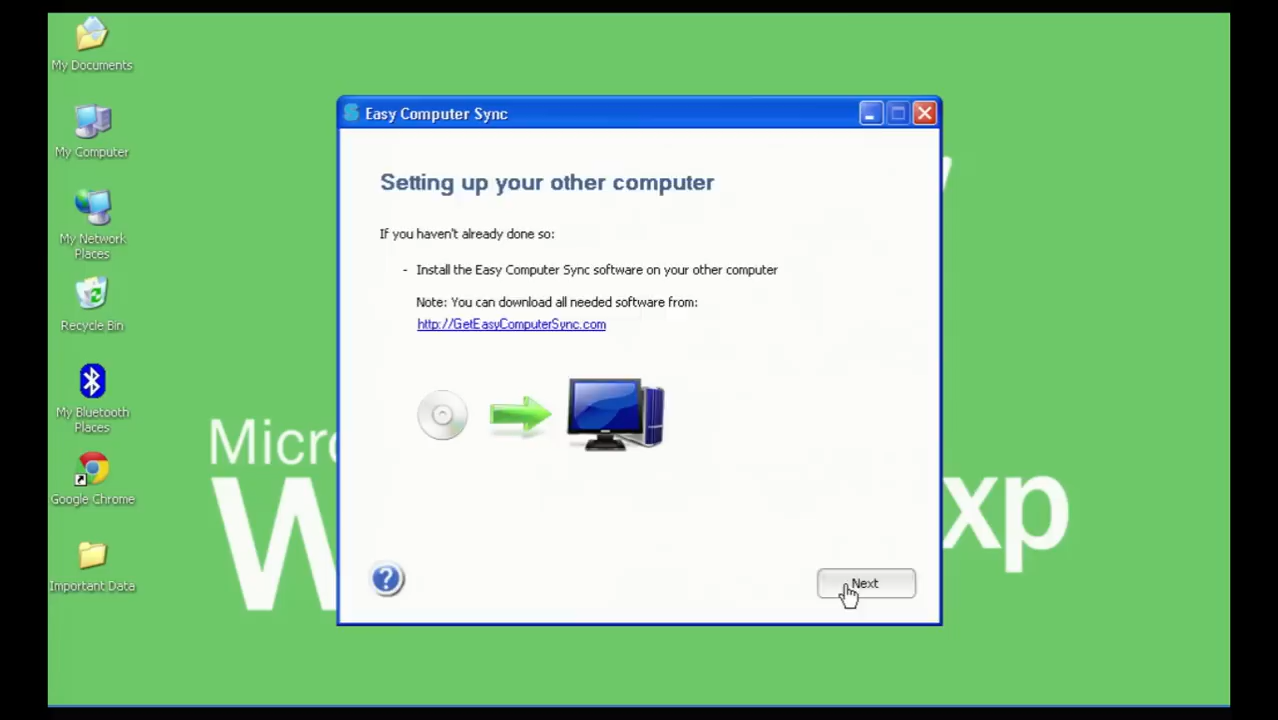 My Documents
My Computer
My Network
Places
Recycle Bin
My Bluetooth
Places
Google Chrome
Important Data
Easy Computer Sync
Setting up your other computer
If you haven't already done so:
- Install the Easy Computer Sync software on your other computer
Note: You can download all needed software from:
http://GetEasyComputerSync.com
?
Next
xp